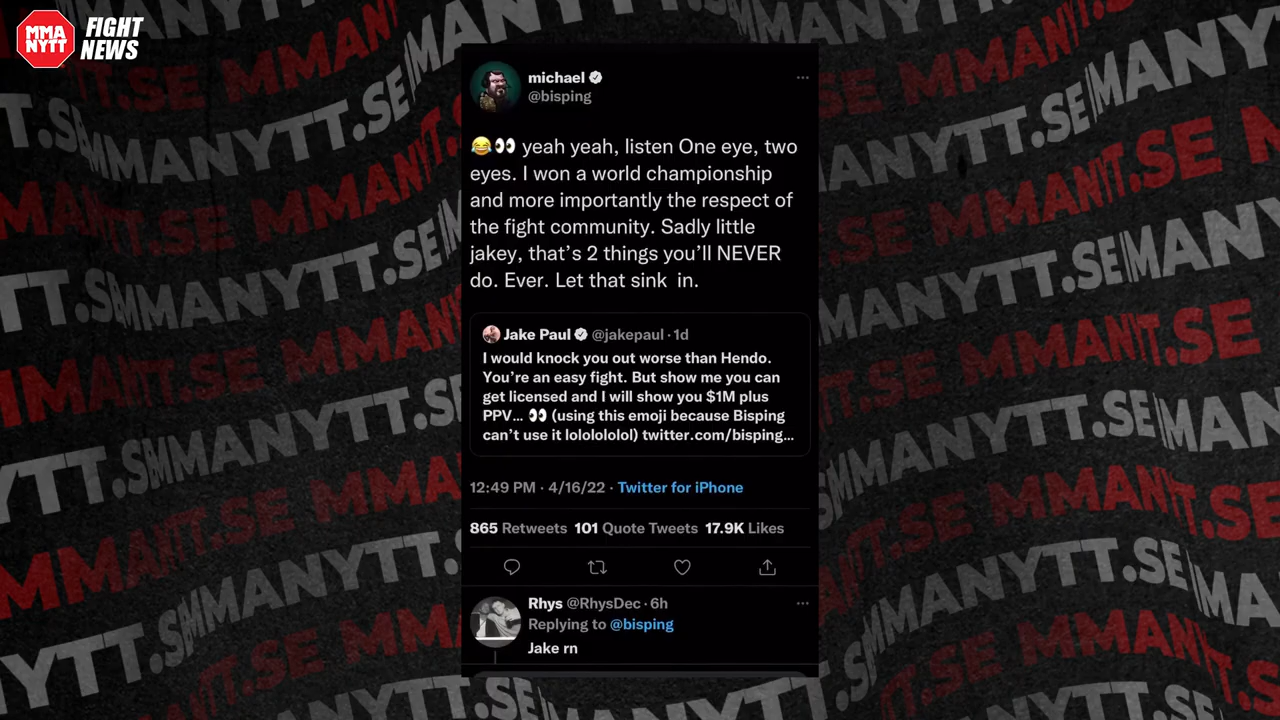 MMA
NYTT
FIGHT
NEWS
michael
@bisping
😂👀 yeah yeah, listen One eye, two
eyes. I won a world championship
and more importantly the respect of
the fight community. Sadly little
jakey, that's 2 things you'll NEVER
do. Ever. Let that sink in.
Jake Paul @jakepaul · 1d
I would knock you out worse than Hendo.
You're an easy fight. But show me you can
get licensed and I will show you $1M plus
PPV... 👀 (using this emoji because Bisping
can't use it lolololol) twitter.com/bisping...
12:49 PM · 4/16/22 · Twitter for iPhone
865 Retweets 101 Quote Tweets 17.9K Likes
Rhys @RhysDec · 6h
Replying to @bisping
Jake rn
MMANYTT.SE